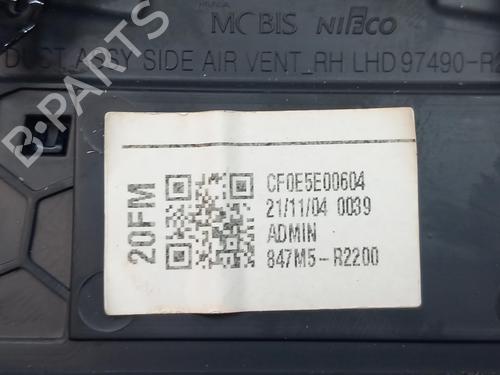 MOBIS NIFCO
DUCT ASSY SIDE AIR VENT_RH LHD 97490-R2
20FM
CF0E5E00604
21/11/04 0039
ADMIN
847M5-R2200
B-PARTS